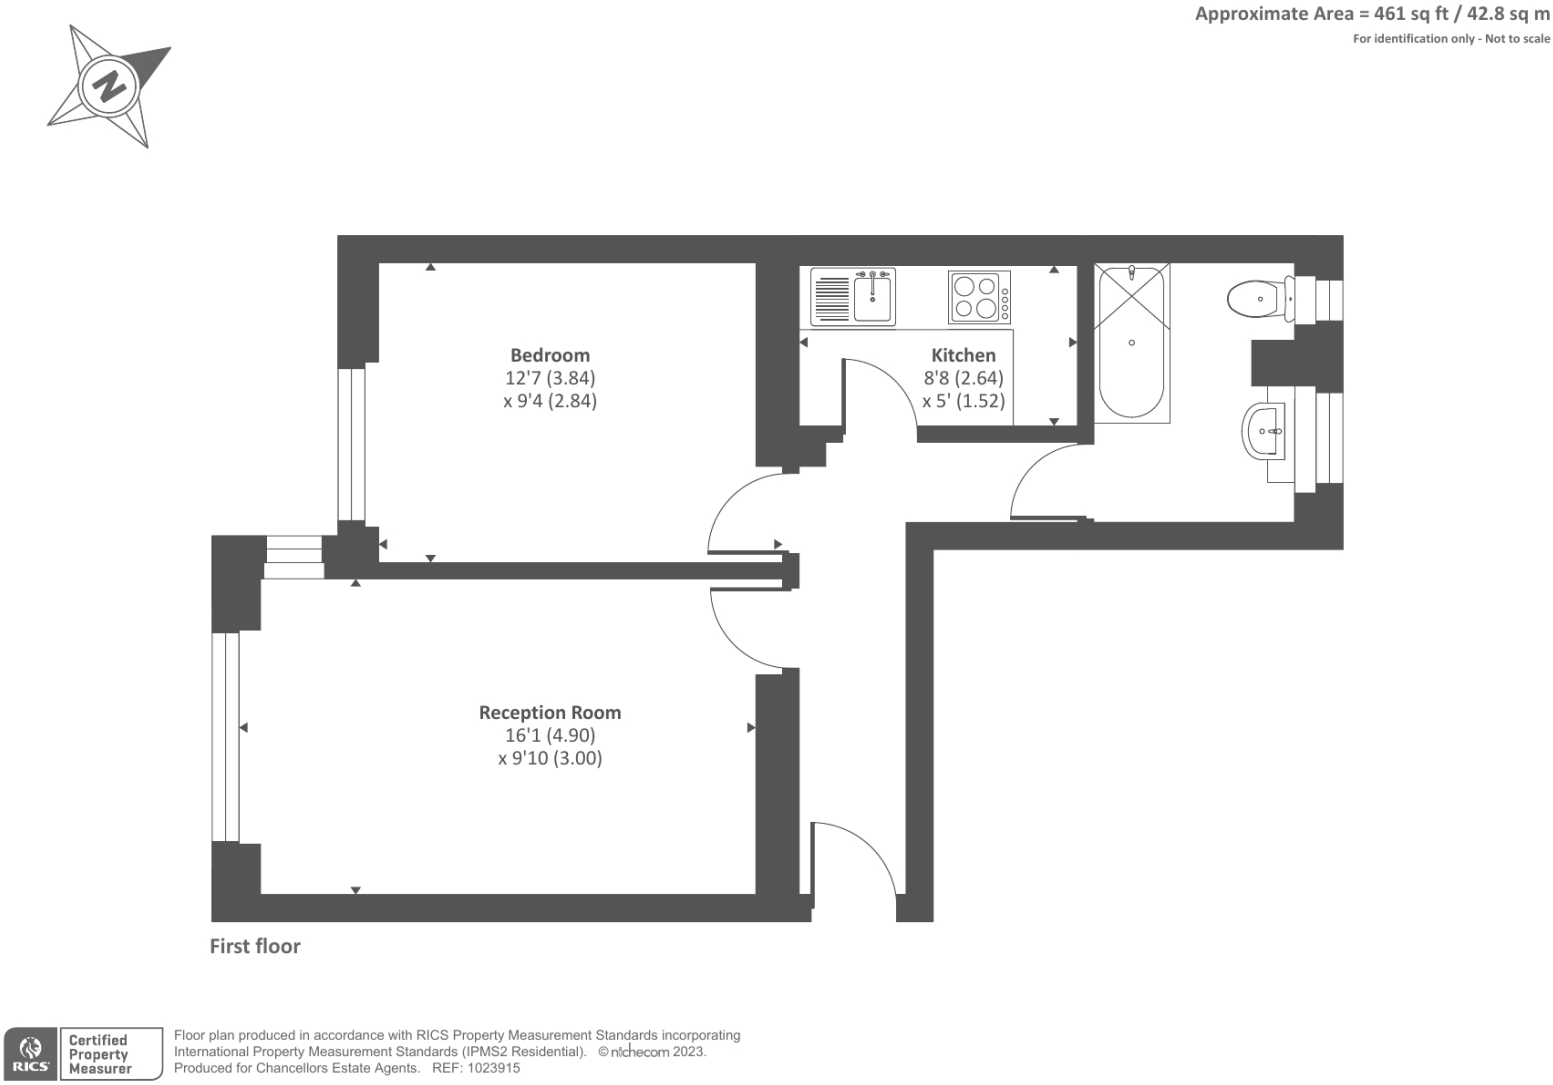 Approximate Area = 461 sq ft / 42.8 sq m
For identification only - Not to scale
N
Bedroom
12'7 (3.84)
x 9'4 (2.84)
Kitchen
8'8 (2.64)
x 5' (1.52)
Reception Room
16'1 (4.90)
x 9'10 (3.00)
First floor
RICS
Certified
Property
Measurer
Floor plan produced in accordance with RICS Property Measurement Standards incorporating
International Property Measurement Standards (IPMS2 Residential). © nichecom 2023.
Produced for Chancellors Estate Agents. REF: 1023915